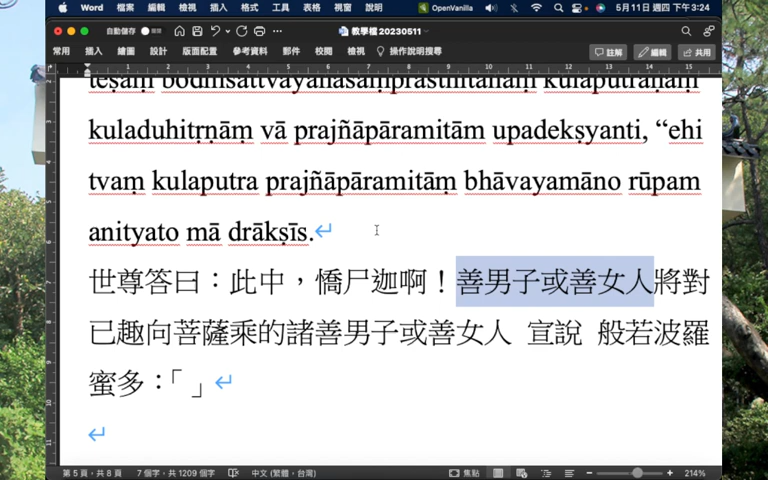 Word 檔案 編輯 檢視 插入 格式 工具 表格 視窗 說明 OpenVanilla 5月11日 週四 下午3:24
自動儲存 教學檔20230511
常用 插入 繪圖 設計 版面配置 參考資料 郵件 校閱 檢視 操作說明搜尋 註解 編輯 共用
teṣāṃ bodhisattvayānasaṃprasthitānāṃ kulaputrāṇāṃ
kuladuhitṛṇāṃ vā prajñāpāramitām upadekṣyanti, “ehi
tvaṃ kulaputra prajñāpāramitāṃ bhāvayamāno rūpam
anityato mā drākṣīs.
世尊答曰：此中，憍尸迦啊！善男子或善女人將對
已趣向菩薩乘的諸善男子或善女人 宣說 般若波羅
蜜多：「 」
第 5 頁，共 8 頁 7 個字，共 1209 個字 中文 (繁體，台灣) 焦點 214%